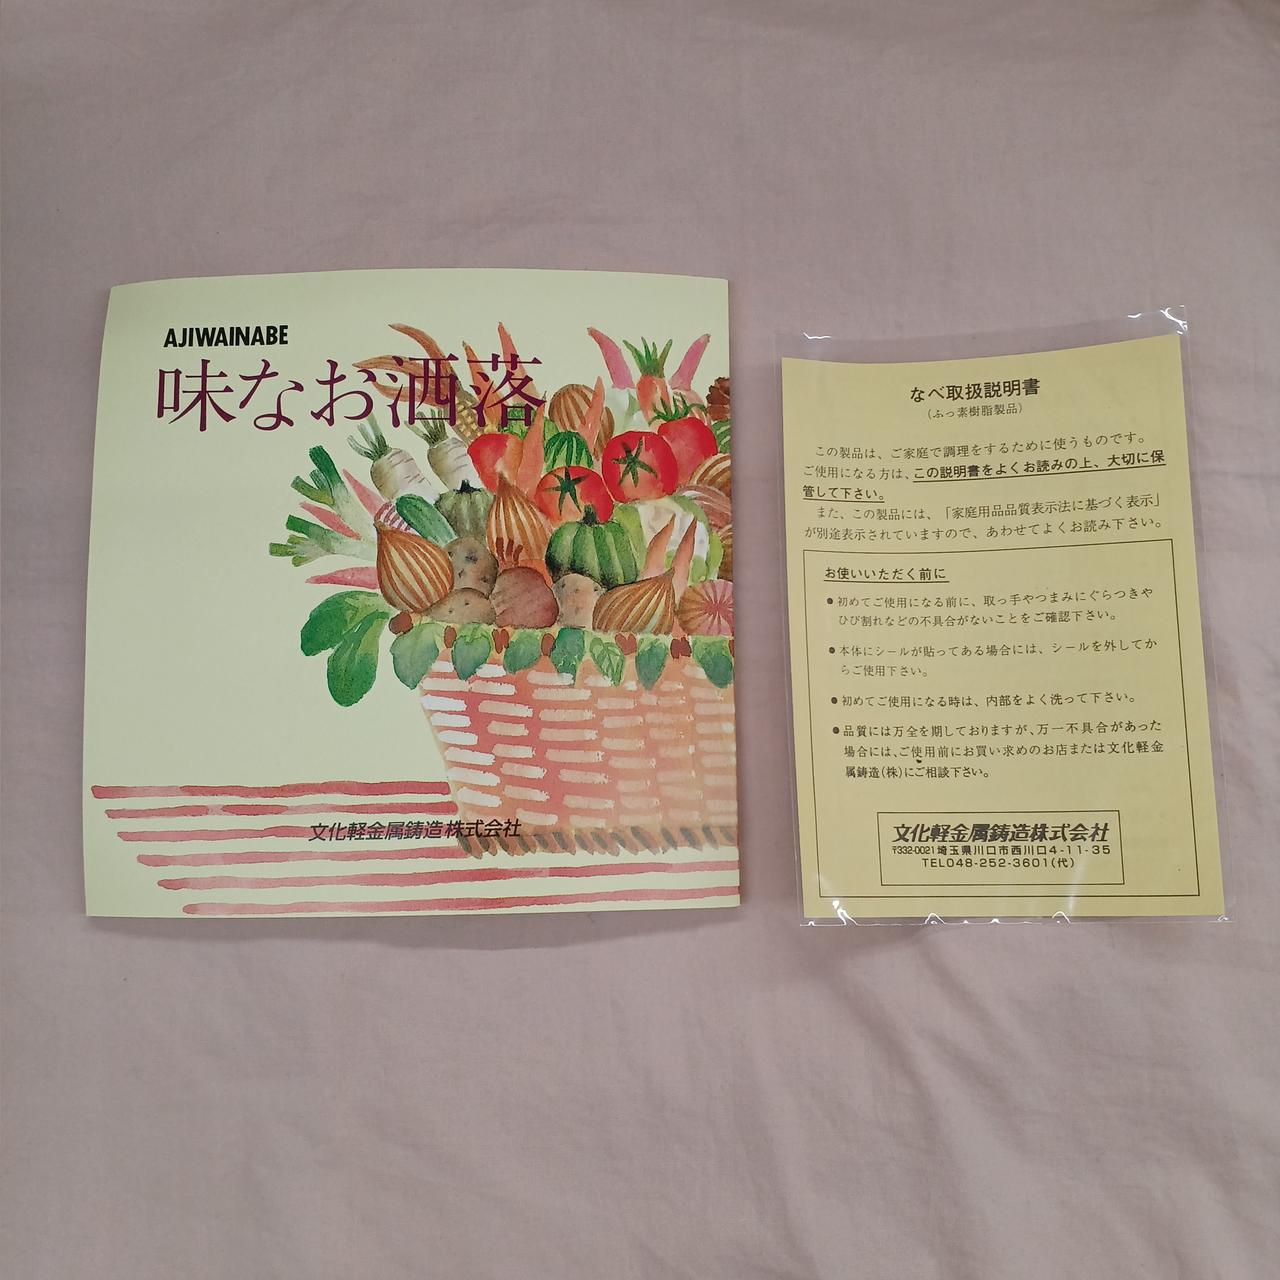 AJIWAINABE
味なお洒落
文化軽金属鋳造株式会社
なべ取扱説明書
(ふっ素樹脂製品)
この製品は、ご家庭で調理をするために使うものです。
ご使用になる方は、この説明書をよくお読みの上、大切に保
管して下さい。
また、この製品には、「家庭用品品質表示法に基づく表示」
が別途表示されていますので、あわせてよくお読み下さい。
お使いいただく前に
●初めてご使用になる前に、取っ手やつまみにぐらつきや
ひび割れなどの不具合がないことをご確認下さい。
●本体にシールが貼ってある場合には、シールを外してか
らご使用下さい。
●初めてご使用になる時は、内部をよく洗って下さい。
●品質には万全を期しておりますが、万一不具合があった
場合には、ご使用前にお買い求めのお店または文化軽金
属鋳造(株)にご相談下さい。
文化軽金属鋳造株式会社
〒332-0021埼玉県川口市西川口4-11-35
TEL048-252-3601(代)